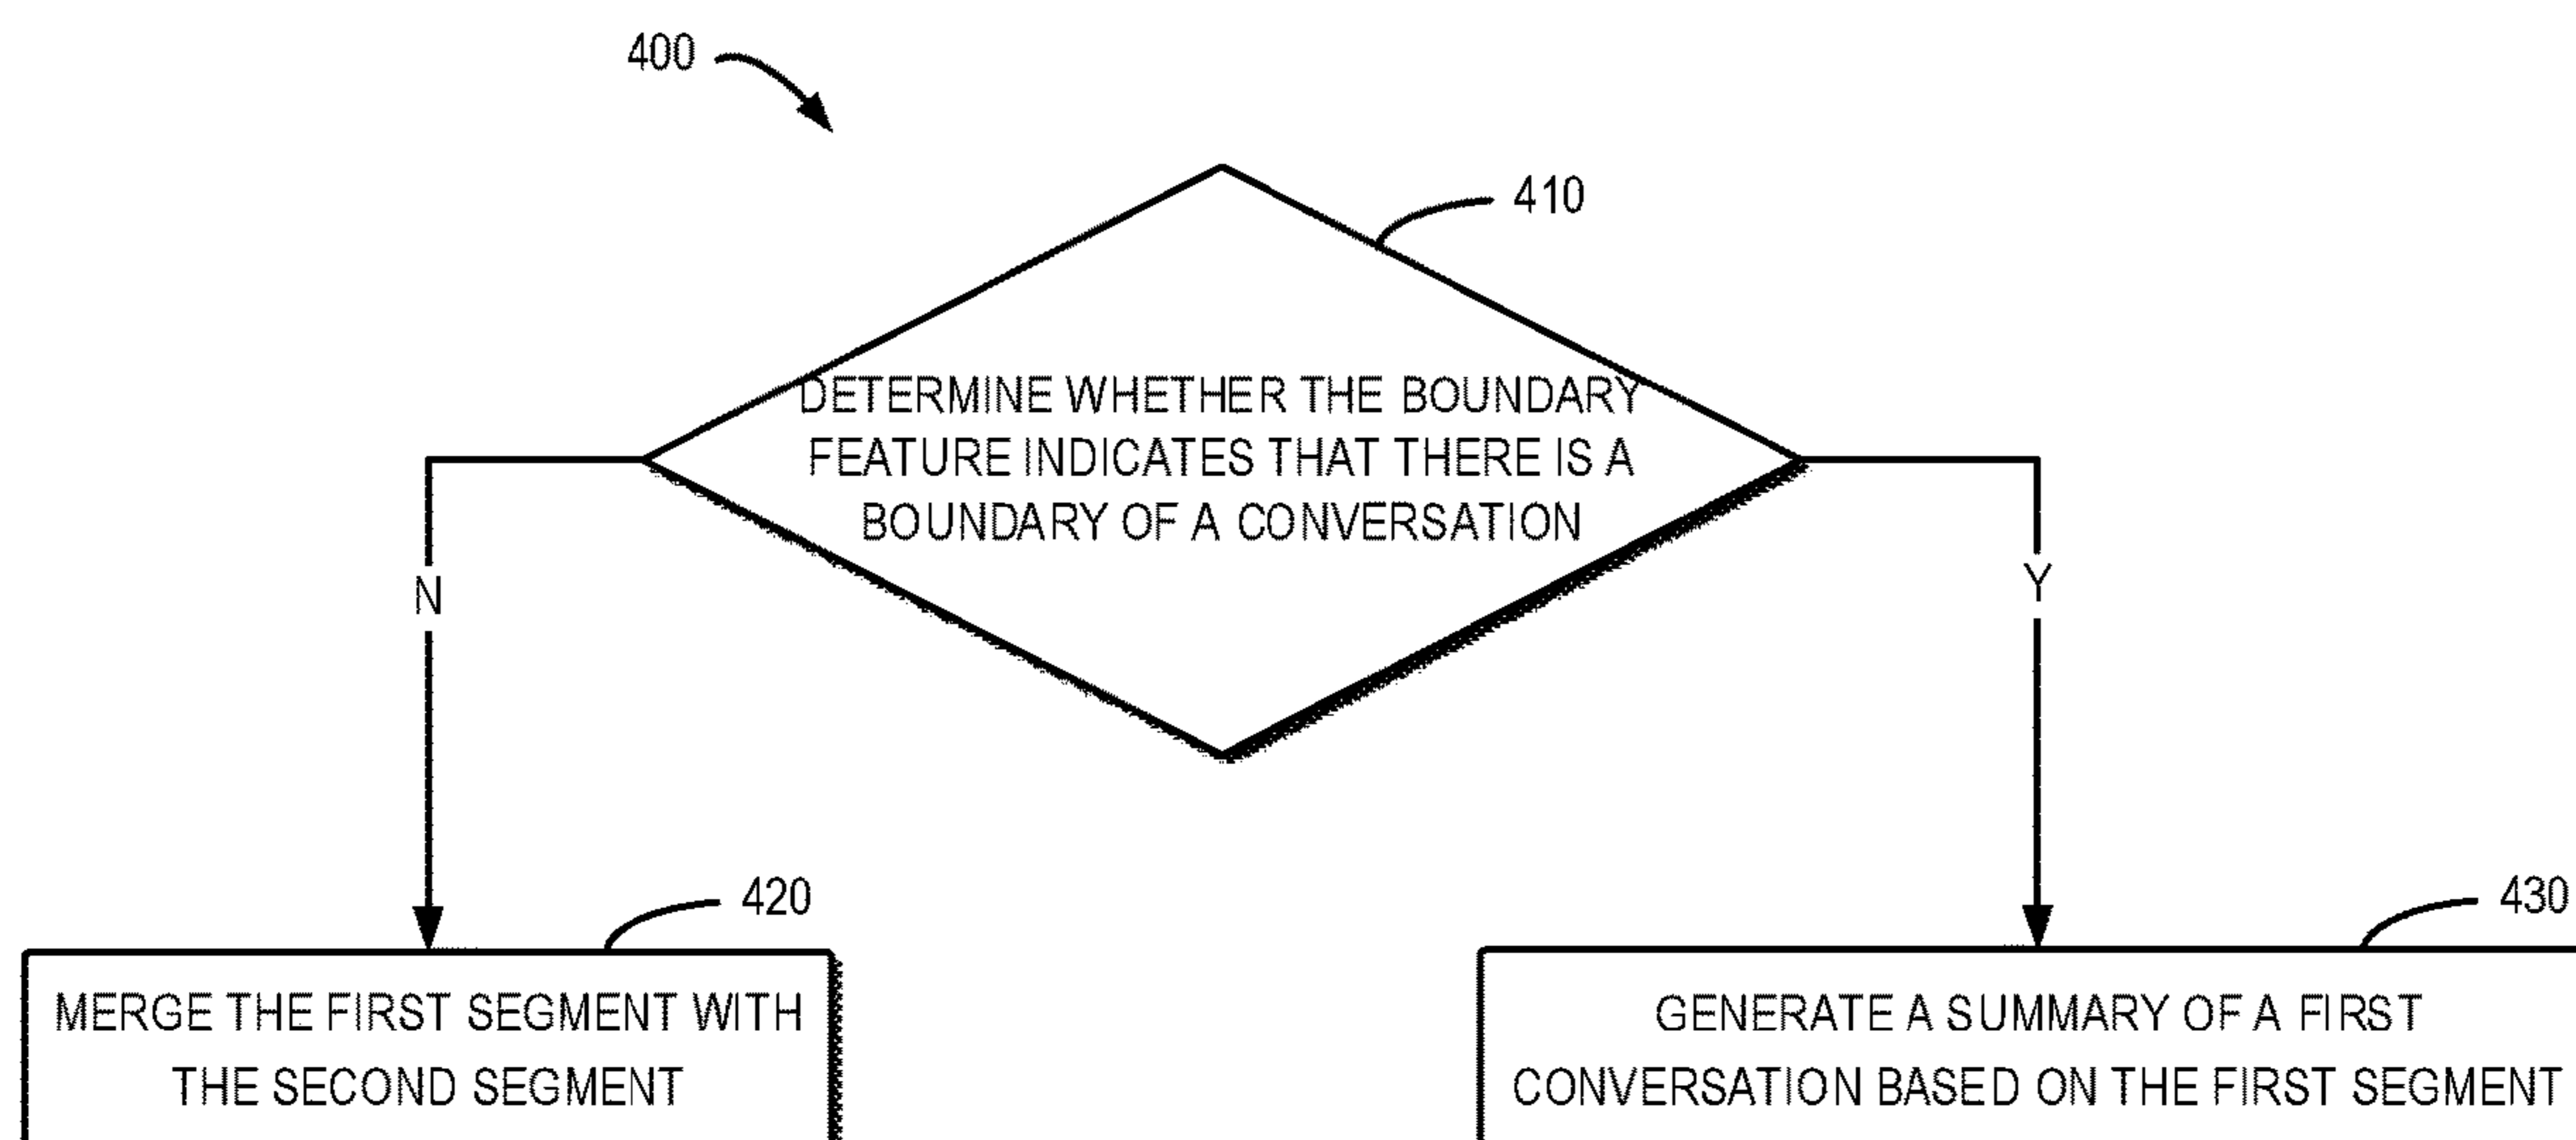 400
410
DETERMINE WHETHER THE BOUNDARY
FEATURE INDICATES THAT THERE IS A
BOUNDARY OF A CONVERSATION
N
Y
420
430
MERGE THE FIRST SEGMENT WITH
THE SECOND SEGMENT
GENERATE A SUMMARY OF A FIRST
CONVERSATION BASED ON THE FIRST SEGMENT